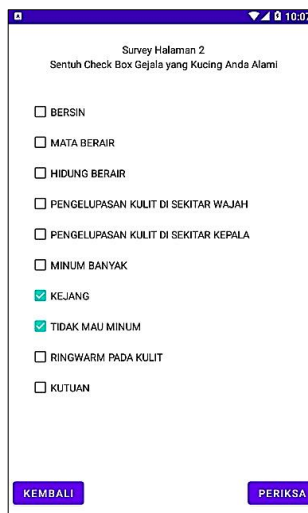 10:07
Survey Halaman 2
Sentuh Check Box Gejala yang Kucing Anda Alami
BERSIN
MATA BERAIR
HIDUNG BERAIR
PENGELUPASAN KULIT DI SEKITAR WAJAH
PENGELUPASAN KULIT DI SEKITAR KEPALA
MINUM BANYAK
KEJANG
TIDAK MAU MINUM
RINGWARM PADA KULIT
KUTUAN
KEMBALI
PERIKSA